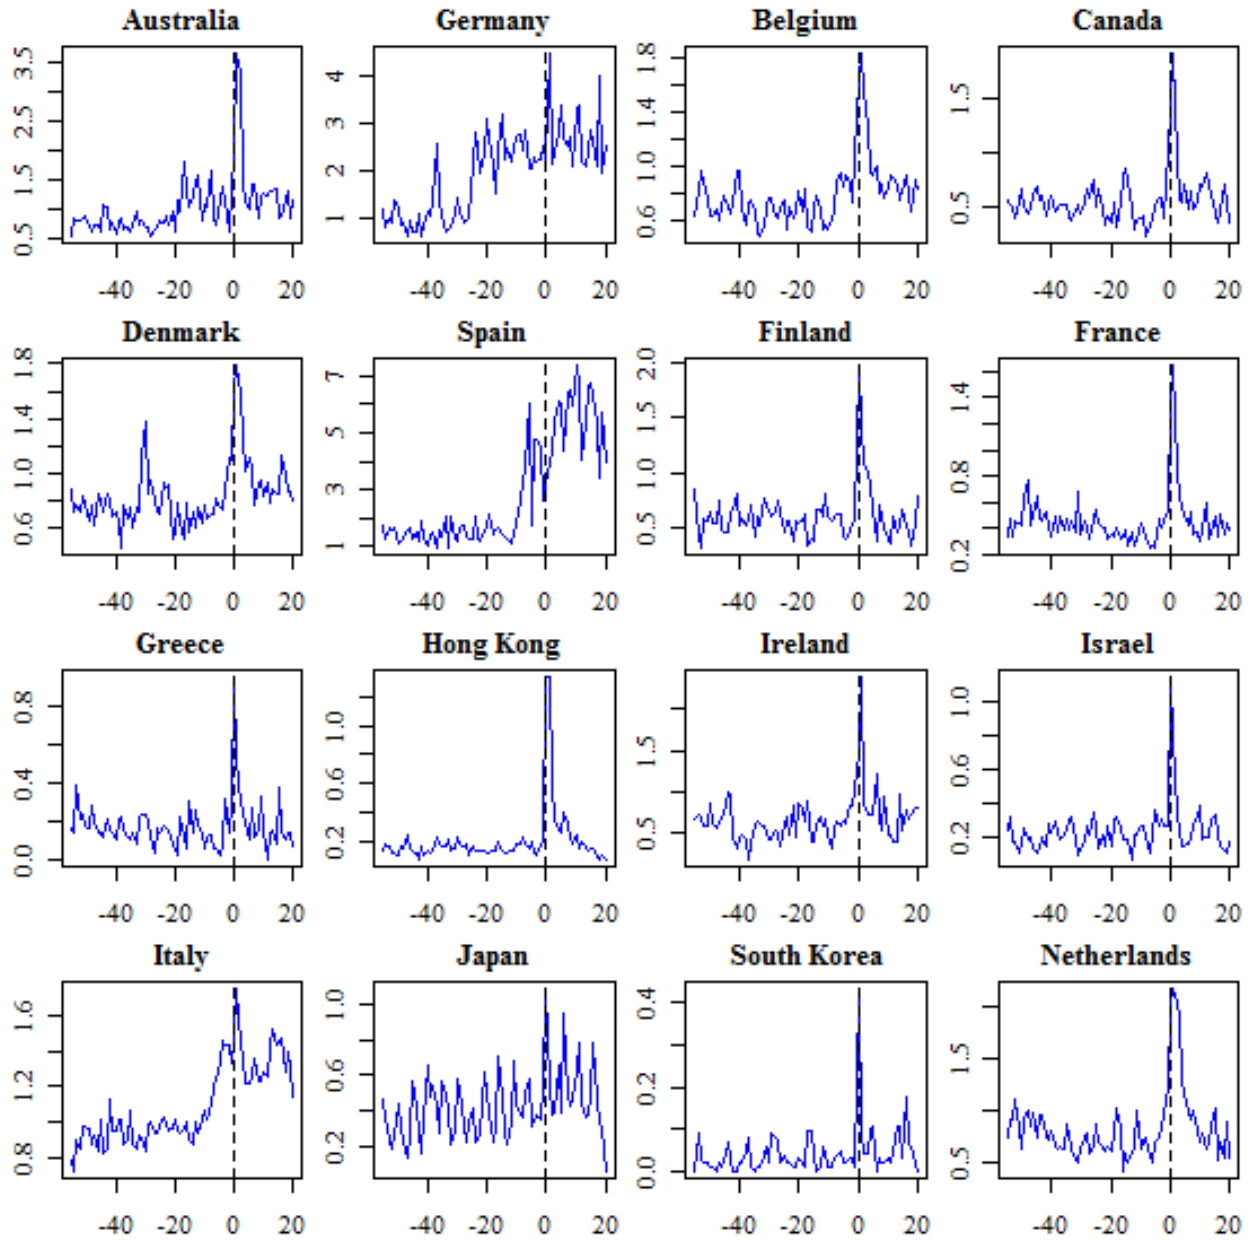 Australia Germany Belgium Canada
3.5 2.5 1.5 0.5 4 3 2 1 1.8 1.4 1.0 0.6 1.5 0.5
-40 -20 0 20 -40 -20 0 20 -40 -20 0 20 -40 -20 0 20
Denmark Spain Finland France
1.8 1.4 1.0 0.6 7 5 3 1 2.0 1.5 1.0 0.5 1.4 0.8 0.2
-40 -20 0 20 -40 -20 0 20 -40 -20 0 20 -40 -20 0 20
Greece Hong Kong Ireland Israel
0.8 0.4 0.0 1.0 0.6 0.2 1.5 0.5 1.0 0.6 0.2
-40 -20 0 20 -40 -20 0 20 -40 -20 0 20 -40 -20 0 20
Italy Japan South Korea Netherlands
1.6 1.2 0.8 1.0 0.6 0.2 0.4 0.2 0.0 1.5 0.5
-40 -20 0 20 -40 -20 0 20 -40 -20 0 20 -40 -20 0 20